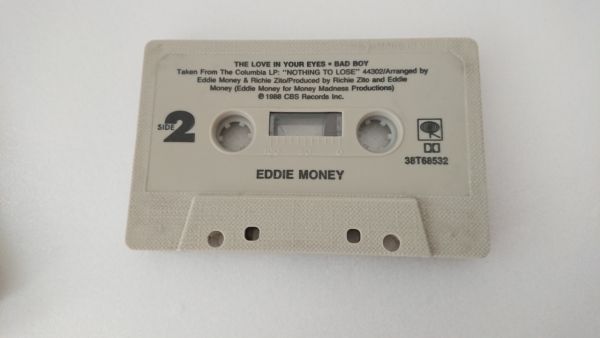 THE LOVE IN YOUR EYES • BAD BOY
Taken From The Columbia LP: "NOTHING TO LOSE" 44302/Arranged by
Eddie Money & Richie Zito/Produced by Richie Zito and Eddie
Money (Eddie Money for Money Madness Productions)
℗ 1988 CBS Records Inc.
SIDE 2
38T68532
EDDIE MONEY